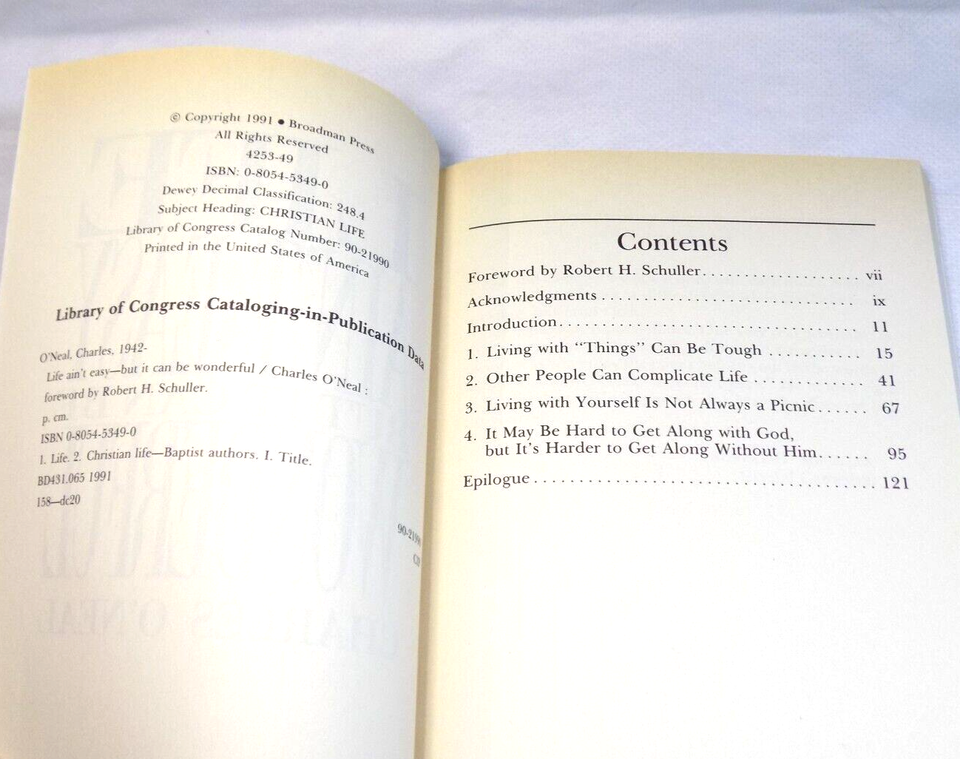 © Copyright 1991 ● Broadman Press
All Rights Reserved
4253-49
ISBN: 0-8054-5349-0
Dewey Decimal Classification: 248.4
Subject Heading: CHRISTIAN LIFE
Library of Congress Catalog Number: 90-21990
Printed in the United States of America
Library of Congress Cataloging-in-Publication Data
O'Neal, Charles, 1942-
Life ain't easy—but it can be wonderful / Charles O'Neal :
foreword by Robert H. Schuller.
p. cm.
ISBN 0-8054-5349-0
1. Life. 2. Christian life—Baptist authors. I. Title.
BD431.065 1991
158—dc20
Contents
Foreword by Robert H. Schuller.................. vii
Acknowledgments ........................... ix
Introduction................................ 11
1. Living with "Things" Can Be Tough ........... 15
2. Other People Can Complicate Life ............. 41
3. Living with Yourself Is Not Always a Picnic...... 67
4. It May Be Hard to Get Along with God,
but It's Harder to Get Along Without Him...... 95
Epilogue..................................... 121